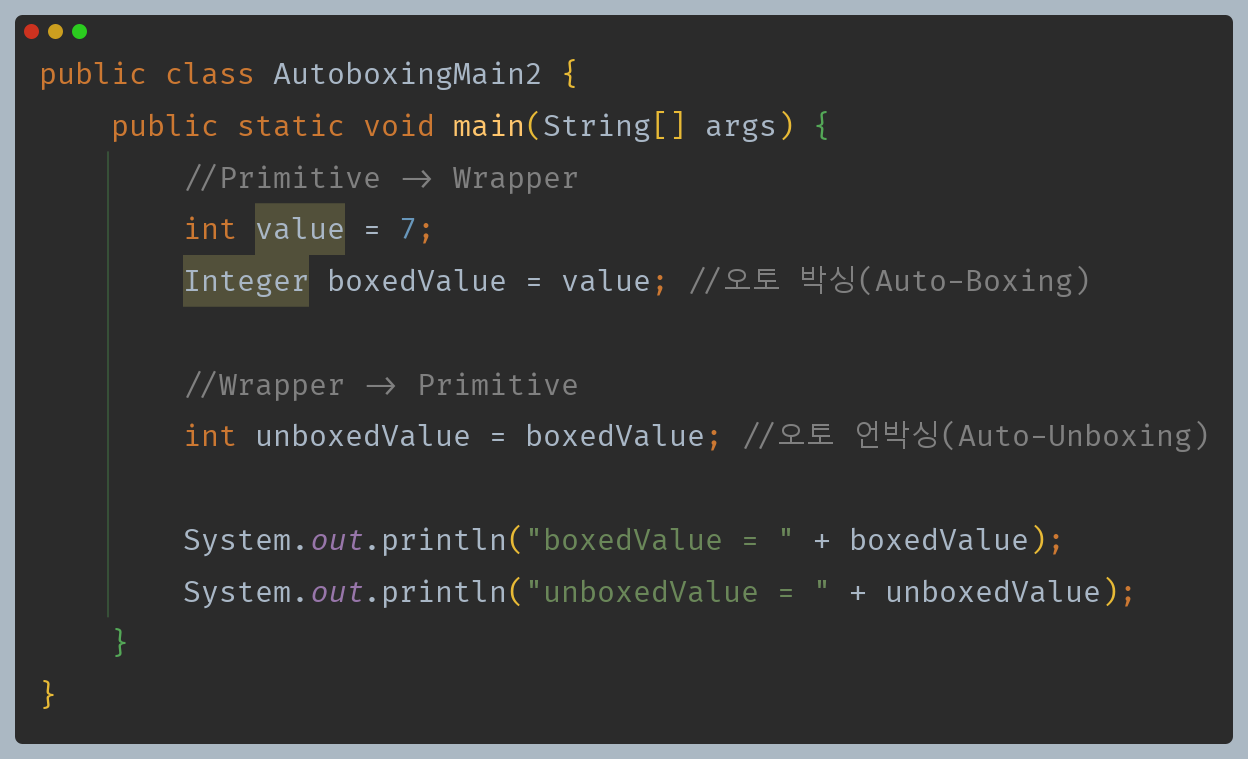 public class AutoboxingMain2 {
    public static void main(String[] args) {
        //Primitive -> Wrapper
        int value = 7;
        Integer boxedValue = value; //오토 박싱(Auto-Boxing)

        //Wrapper -> Primitive
        int unboxedValue = boxedValue; //오토 언박싱(Auto-Unboxing)

        System.out.println("boxedValue = " + boxedValue);
        System.out.println("unboxedValue = " + unboxedValue);
    }
}